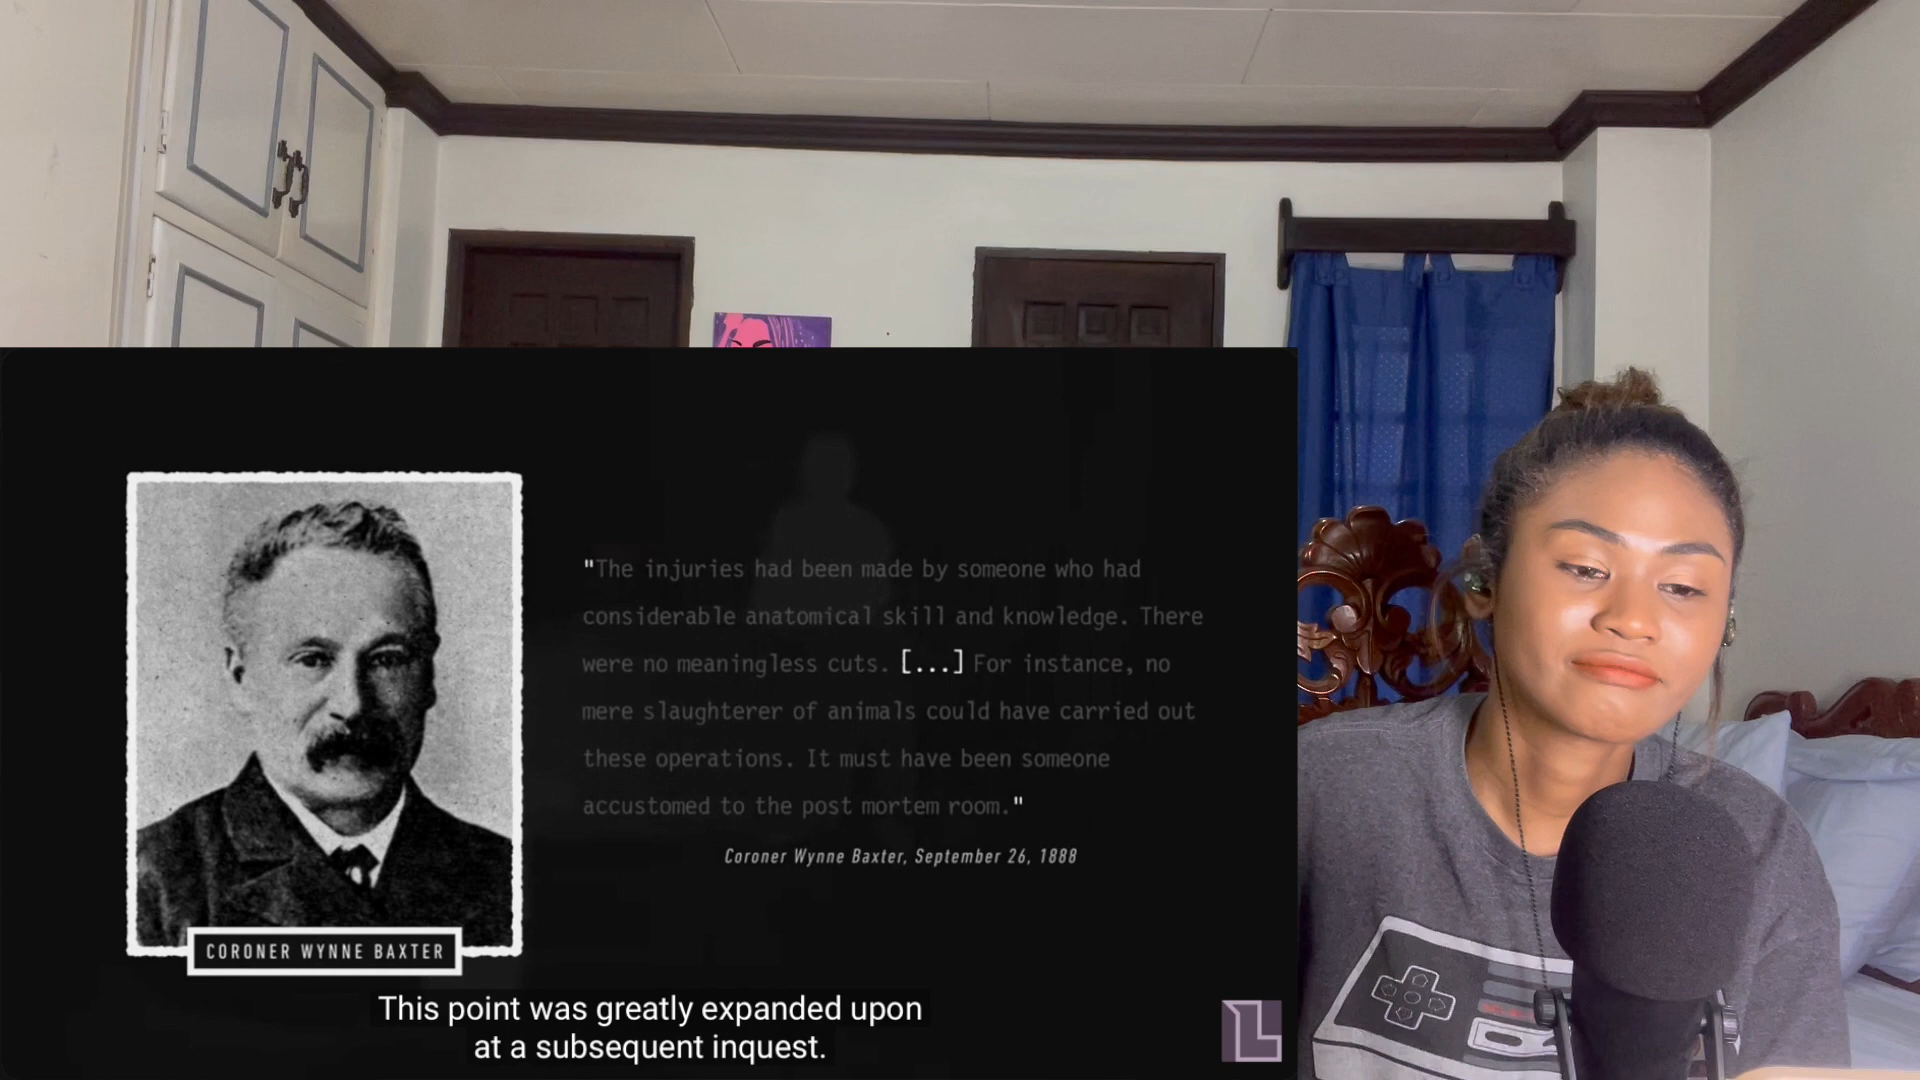 "The injuries had been made by someone who had
considerable anatomical skill and knowledge. There
were no meaningless cuts. [...] For instance, no
mere slaughterer of animals could have carried out
these operations. It must have been someone
accustomed to the post mortem room."
Coroner Wynne Baxter, September 26, 1888
CORONER WYNNE BAXTER
This point was greatly expanded upon
at a subsequent inquest.